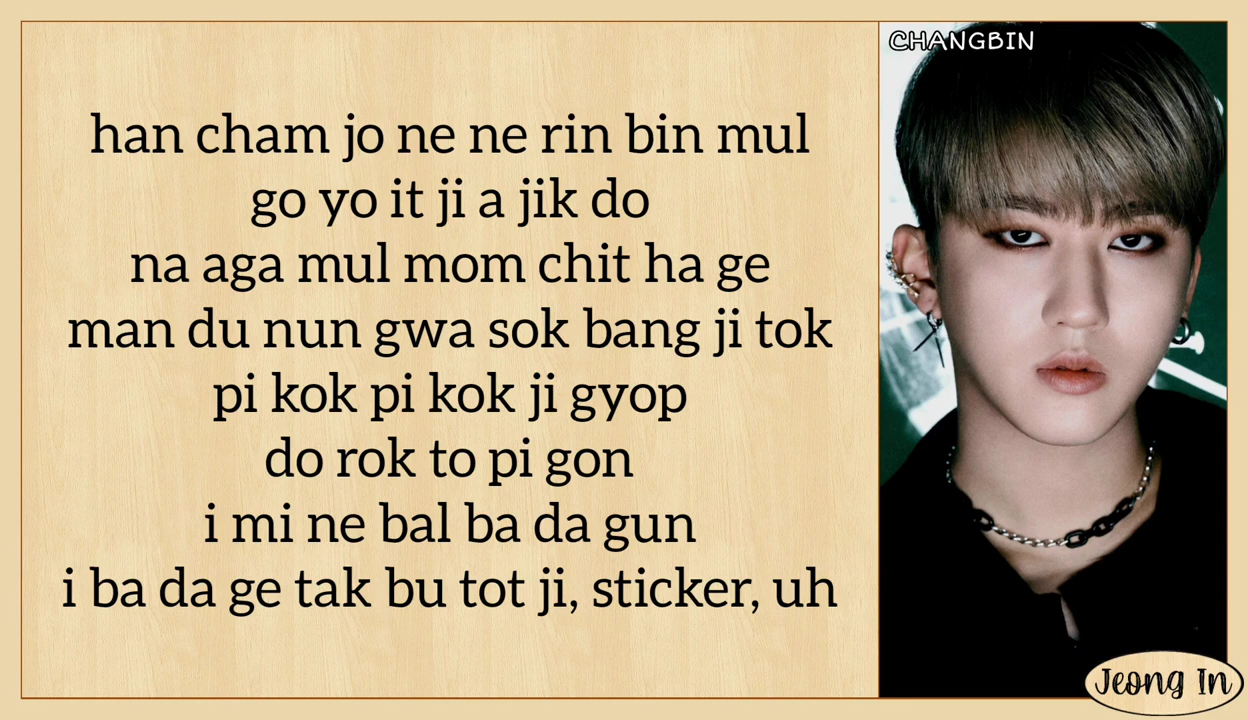 CHANGBIN
han cham jo ne ne rin bin mul
go yo it ji a jik do
na aga mul mom chit ha ge
man du nun gwa sok bang ji tok
pi kok pi kok ji gyop
do rok to pi gon
i mi ne bal ba da gun
i ba da ge tak bu tot ji, sticker, uh
Jeong In